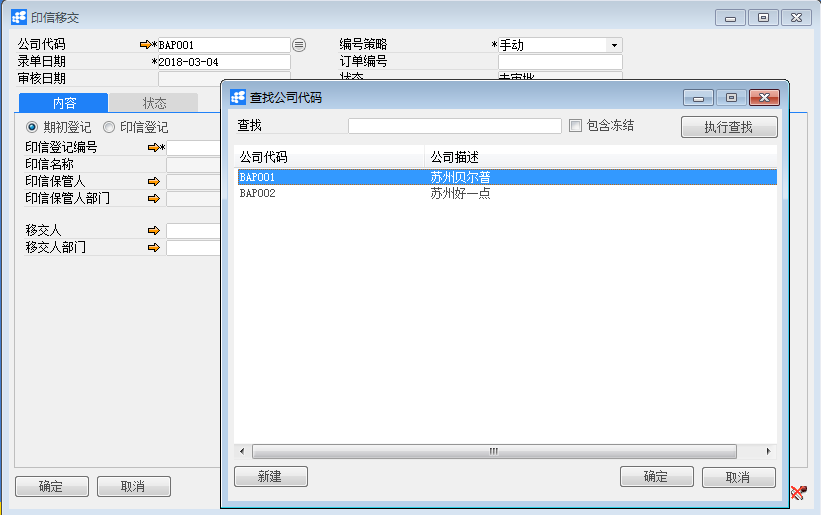 印信移交
公司代码 *BAP001 编号策略 *手动
录单日期 *2018-03-04 订单编号
审核日期 状态 未审批
内容 状态
期初登记 印信登记
印信登记编号 *
印信名称
印信保管人
印信保管人部门
移交人
移交人部门
确定 取消
查找公司代码
查找 包含冻结 执行查找
公司代码 公司描述
BAP001 苏州贝尔普
BAP002 苏州好一点
新建 确定 取消